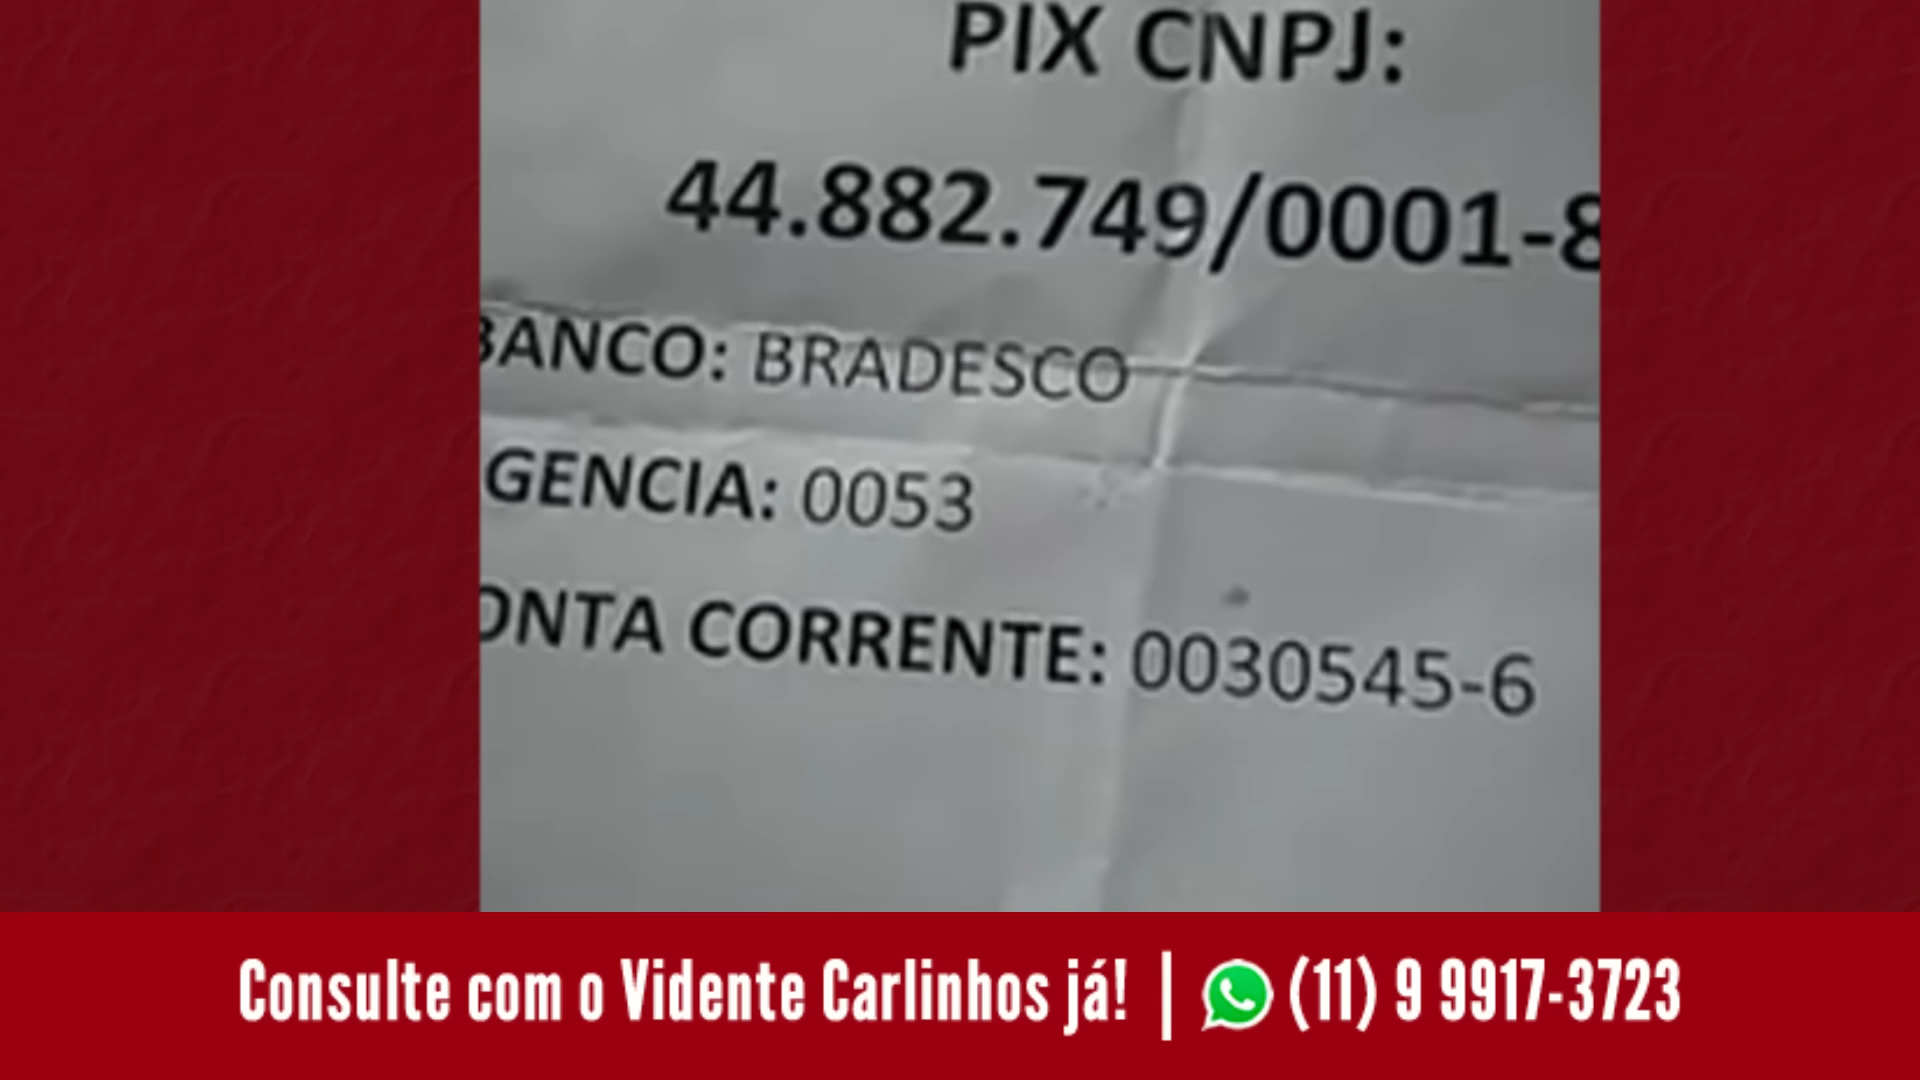 PIX CNPJ:
44.882.749/0001-8
BANCO: BRADESCO
GENCIA: 0053
ONTA CORRENTE: 0030545-6
Consulte com o Vidente Carlinhos já! | (11) 9 9917-3723